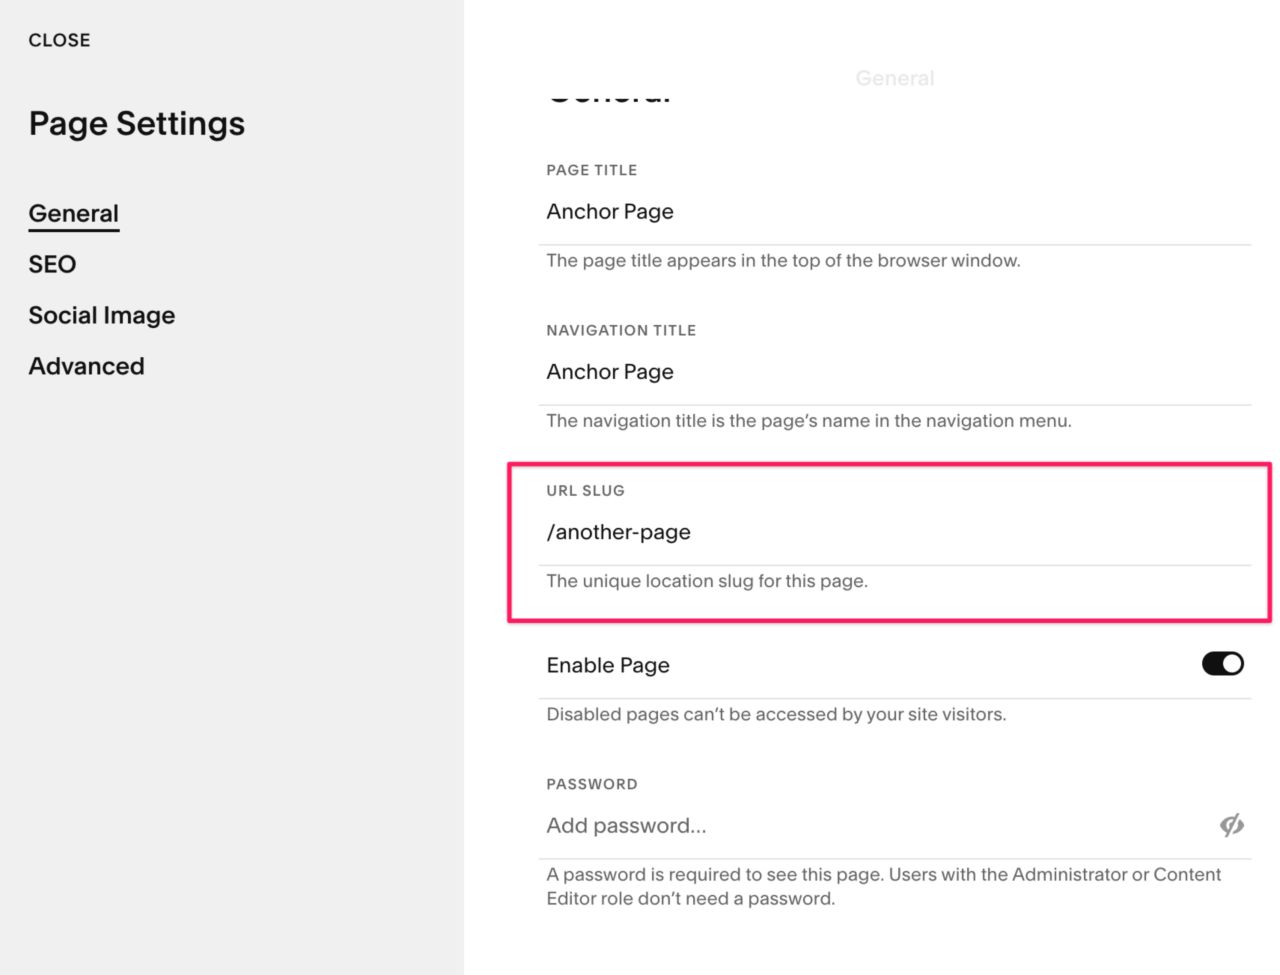 CLOSE
Page Settings
General
SEO
Social Image
Advanced
General
General
PAGE TITLE
Anchor Page
The page title appears in the top of the browser window.
NAVIGATION TITLE
Anchor Page
The navigation title is the page’s name in the navigation menu.
URL SLUG
/another-page
The unique location slug for this page.
Enable Page
Disabled pages can’t be accessed by your site visitors.
PASSWORD
Add password...
A password is required to see this page. Users with the Administrator or Content
Editor role don’t need a password.